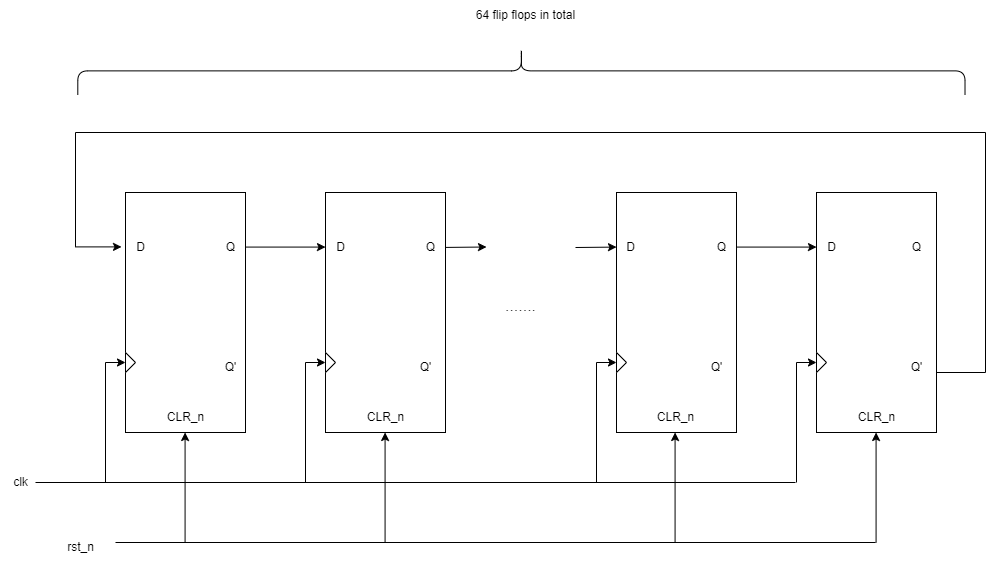 64 flip flops in total
D Q D Q D Q D Q
.......
Q' Q' Q' Q'
CLR_n CLR_n CLR_n CLR_n
clk
rst_n